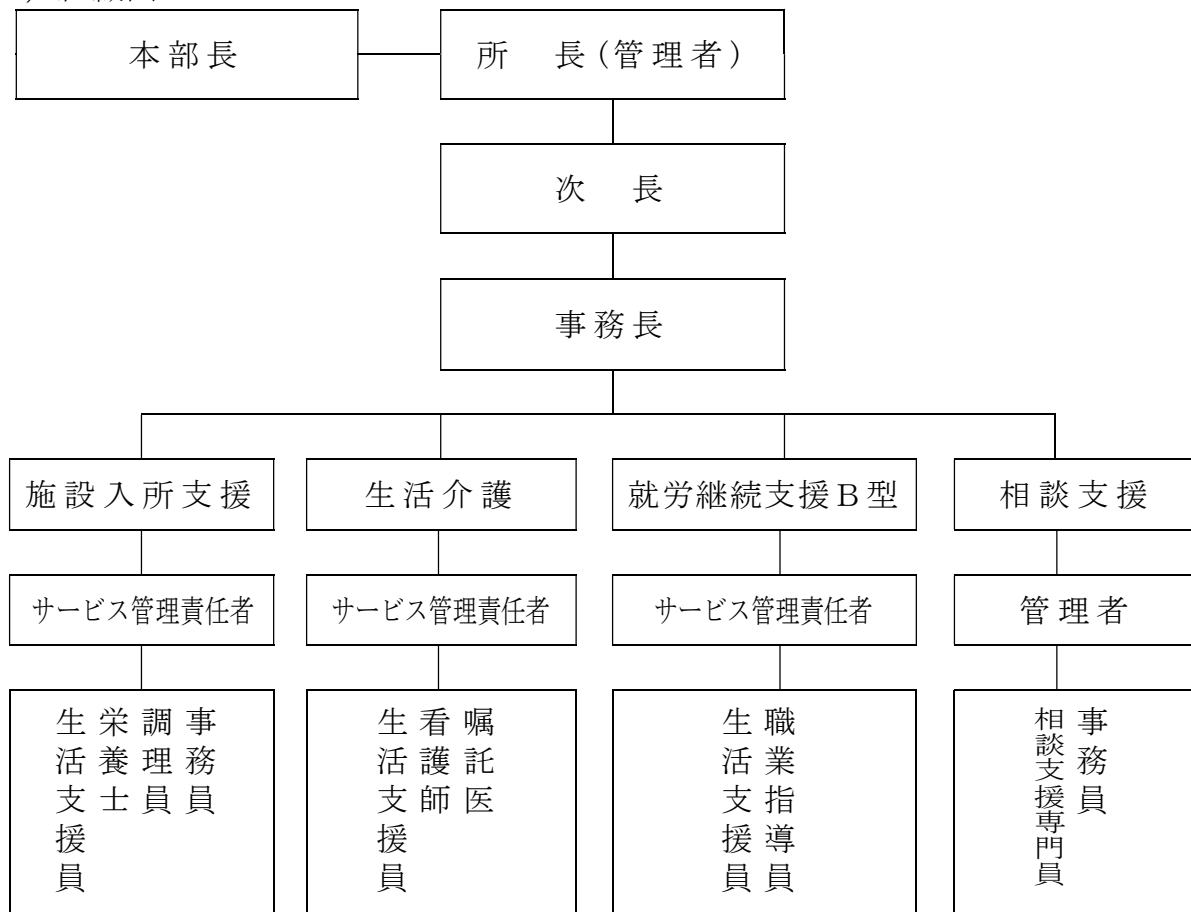 本部長
所　長(管理者)
次　長
事務長
施設入所支援
生活介護
就労継続支援B型
相談支援
サービス管理責任者
サービス管理責任者
サービス管理責任者
管理者
事務員
調理員
栄養士
生活支援員
嘱託医
看護師
生活支援員
職業指導員
生活支援員
事務員
相談支援専門員